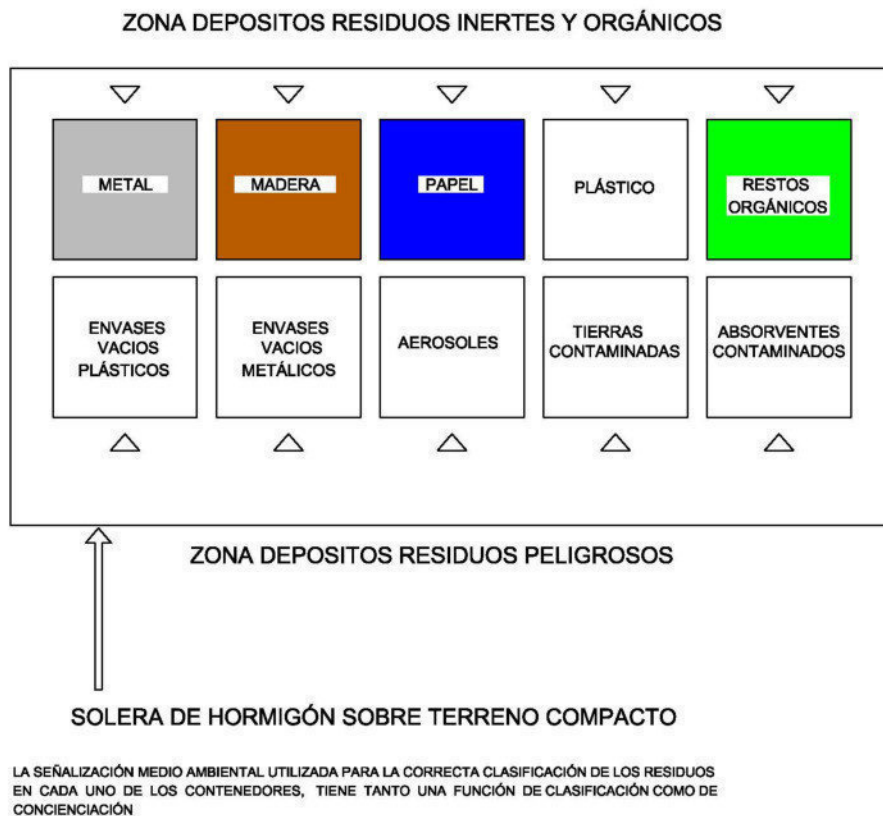 ZONA DEPOSITOS RESIDUOS INERTES Y ORGÁNICOS
METAL
MADERA
PAPEL
PLÁSTICO
RESTOS
ORGÁNICOS
ENVASES
VACIOS
PLÁSTICOS
ENVASES
VACIOS
METÁLICOS
AEROSOLES
TIERRAS
CONTAMINADAS
ABSORVENTES
CONTAMINADOS
ZONA DEPOSITOS RESIDUOS PELIGROSOS
SOLERA DE HORMIGÓN SOBRE TERRENO COMPACTO
LA SEÑALIZACIÓN MEDIO AMBIENTAL UTILIZADA PARA LA CORRECTA CLASIFICACIÓN DE LOS RESIDUOS
EN CADA UNO DE LOS CONTENEDORES, TIENE TANTO UNA FUNCIÓN DE CLASIFICACIÓN COMO DE
CONCIENCIACIÓN